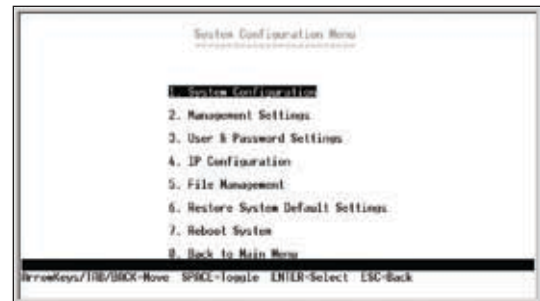 System Configuration Menu
1. System Configuration
2. Management Settings
3. User & Password Settings
4. IP Configuration
5. File Management
6. Restore System Default Settings
7. Reboot System
0. Back to Main Menu
ArrowKeys/TAB/BACK-Move SPACE-Toggle ENTER-Select ESC-Back